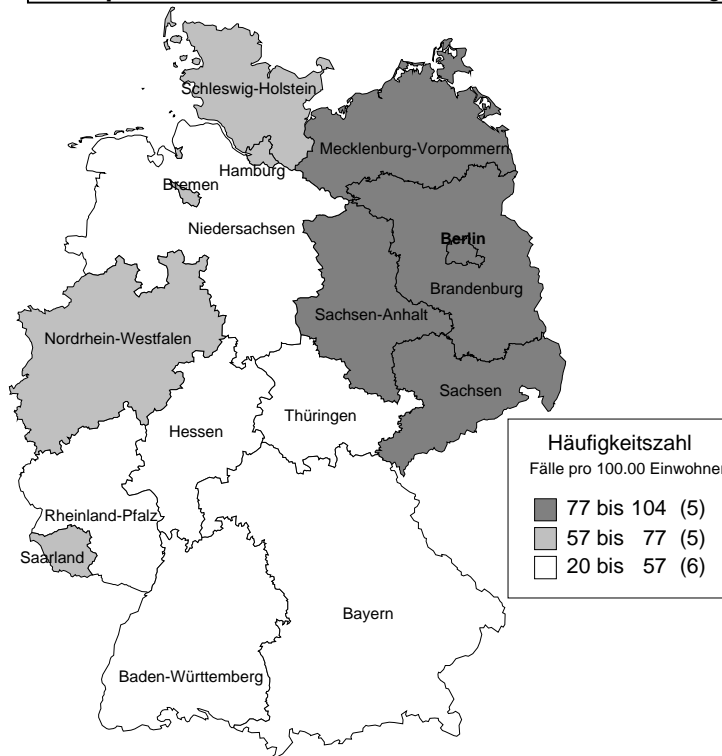 Schleswig-Holstein
Mecklenburg-Vorpommern
Hamburg
Bremen
Niedersachsen
Berlin
Brandenburg
Sachsen-Anhalt
Nordrhein-Westfalen
Sachsen
Thüringen
Hessen
Rheinland-Pfalz
Saarland
Bayern
Baden-Württemberg
Häufigkeitszahl
Fälle pro 100.00 Einwohner
77 bis 104 (5)
57 bis 77 (5)
20 bis 57 (6)